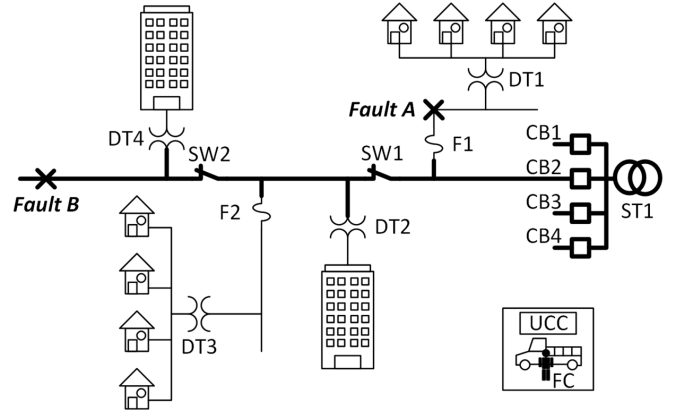 DT1
Fault A
F1
CB1
DT4
SW2
SW1
CB2
Fault B
F2
DT2
CB3
ST1
CB4
DT3
UCC
FC